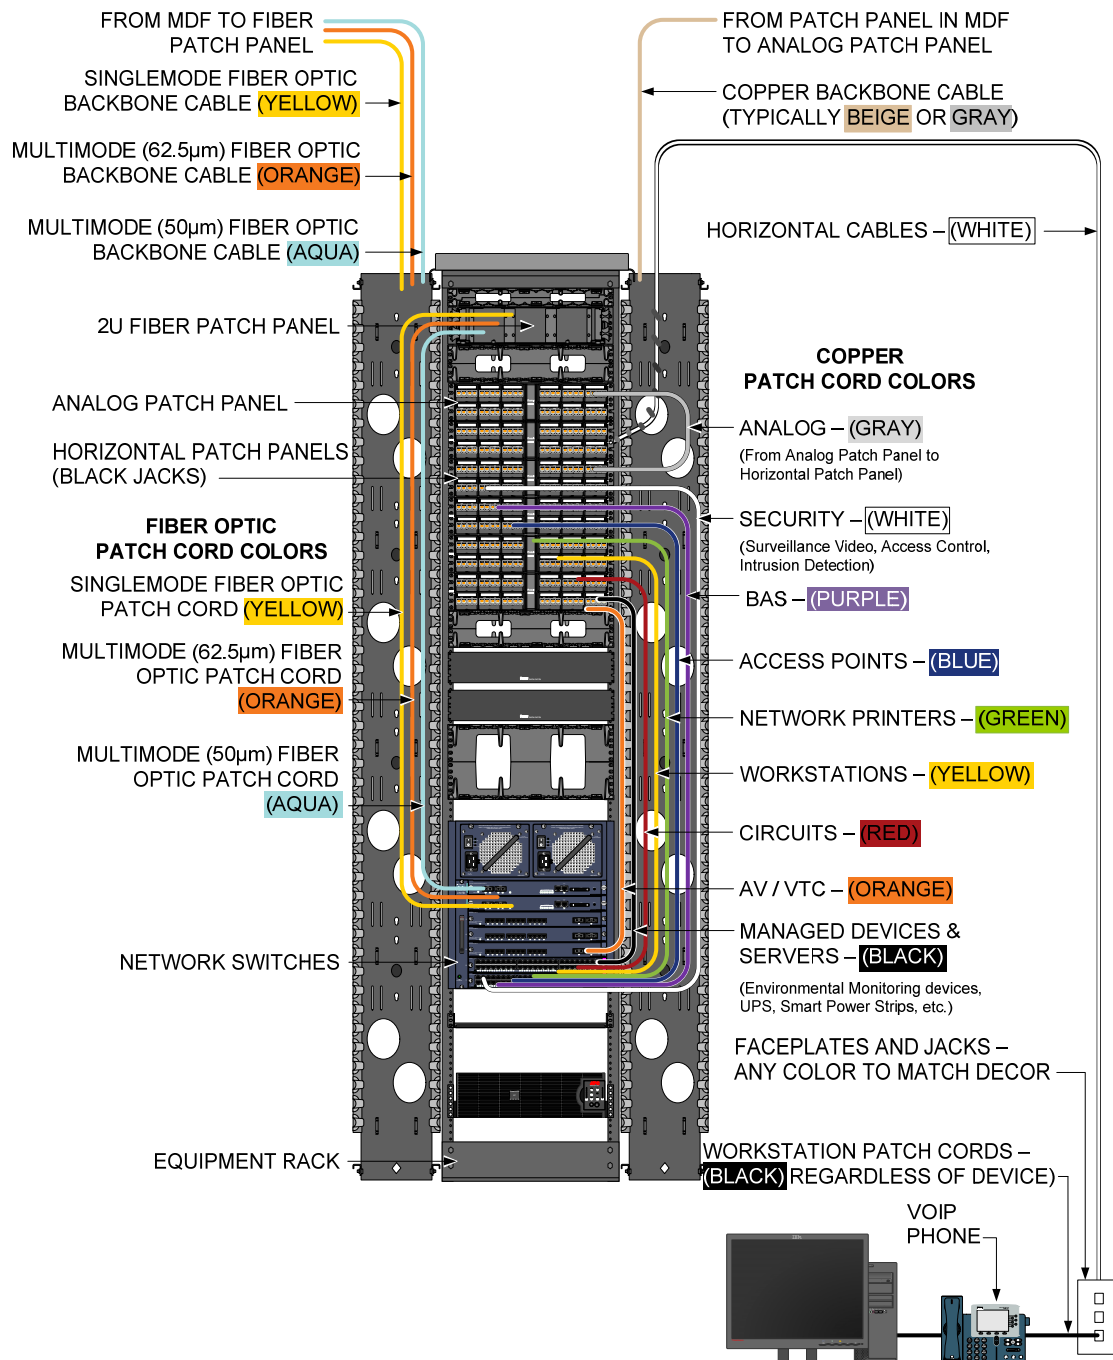 FROM MDF TO FIBER
PATCH PANEL
SINGLEMODE FIBER OPTIC
BACKBONE CABLE (YELLOW)
MULTIMODE (62.5µm) FIBER OPTIC
BACKBONE CABLE (ORANGE)
MULTIMODE (50µm) FIBER OPTIC
BACKBONE CABLE (AQUA)
2U FIBER PATCH PANEL
ANALOG PATCH PANEL
HORIZONTAL PATCH PANELS
(BLACK JACKS)
FIBER OPTIC
PATCH CORD COLORS
SINGLEMODE FIBER OPTIC
PATCH CORD (YELLOW)
MULTIMODE (62.5µm) FIBER
OPTIC PATCH CORD
(ORANGE)
MULTIMODE (50µm) FIBER
OPTIC PATCH CORD
(AQUA)
NETWORK SWITCHES
EQUIPMENT RACK
FROM PATCH PANEL IN MDF
TO ANALOG PATCH PANEL
COPPER BACKBONE CABLE
(TYPICALLY BEIGE OR GRAY)
HORIZONTAL CABLES – (WHITE)
COPPER
PATCH CORD COLORS
ANALOG – (GRAY)
(From Analog Patch Panel to
Horizontal Patch Panel)
SECURITY – (WHITE)
(Surveillance Video, Access Control,
Intrusion Detection)
BAS – (PURPLE)
ACCESS POINTS – (BLUE)
NETWORK PRINTERS – (GREEN)
WORKSTATIONS – (YELLOW)
CIRCUITS – (RED)
AV / VTC – (ORANGE)
MANAGED DEVICES &
SERVERS – (BLACK)
(Environmental Monitoring devices,
UPS, Smart Power Strips, etc.)
FACEPLATES AND JACKS –
ANY COLOR TO MATCH DECOR
WORKSTATION PATCH CORDS –
(BLACK) REGARDLESS OF DEVICE)
VOIP
PHONE